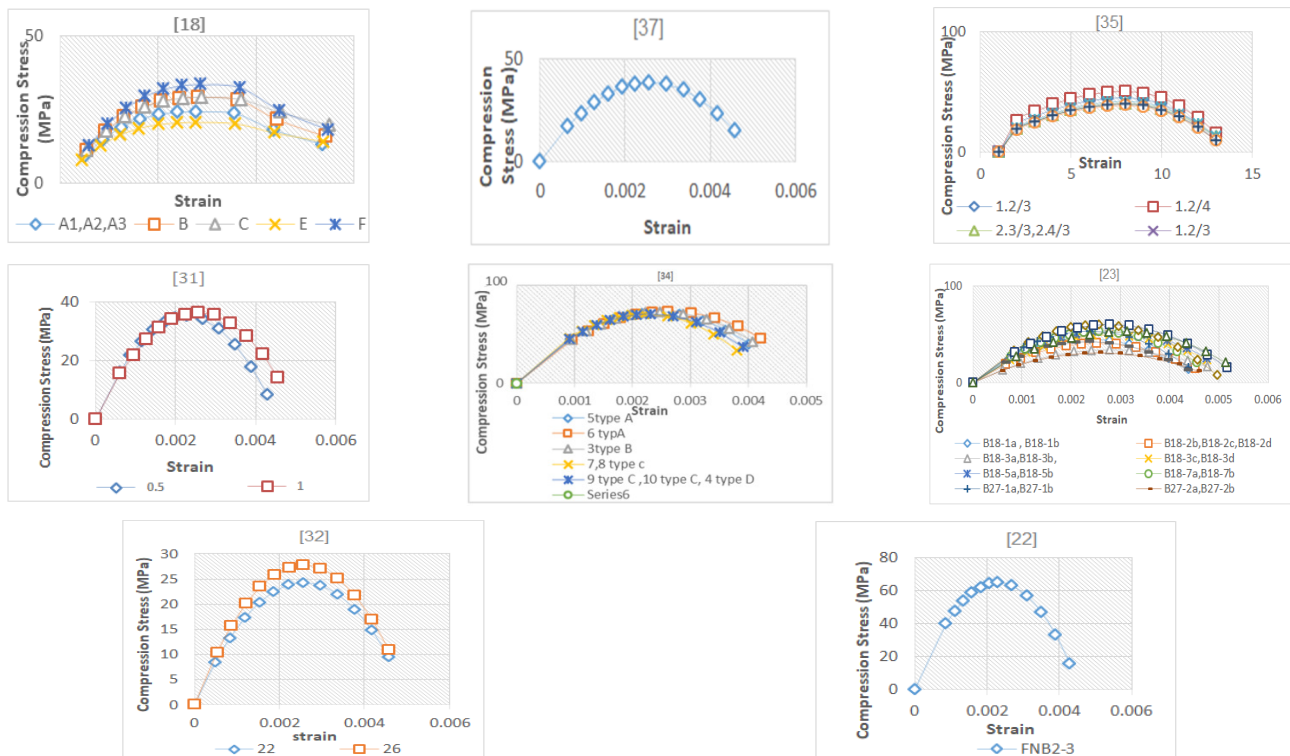 [18]
50
0
Compression Stress
(MPa)
Strain
A1,A2,A3 B C E F
[37]
50
0
Compression
Stress (MPa)
0 0.002 0.004 0.006
Strain
[35]
100
0
Compression Stress (MPa)
0 5 10 15
Strain
1.2/3 1.2/4
2.3/3,2.4/3 1.2/3
[31]
40
20
0
Compression Stress (MPa)
0 0.002 0.004 0.006
Strain
0.5 1
[34]
100
0
Compression Stress (MPa)
0 0.001 0.002 0.003 0.004 0.005
Strain
5type A
6 typA
3type B
7,8 type c
9 type C ,10 type C, 4 type D
Series6
[23]
100
0
Compression Stress (MPa)
0 0.001 0.002 0.003 0.004 0.005 0.006
Strain
B18-1a , B18-1b B18-2b,B18-2c,B18-2d
B18-3a,B18-3b, B18-3c,B18-3d
B18-5a,B18-5b B18-7a,B18-7b
B27-1a,B27-1b B27-2a,B27-2b
[32]
30
25
20
15
10
5
0
Compression Stress (MPa)
0 0.002 0.004 0.006
strain
22 26
[22]
80
60
40
20
0
Compression Stress (MPa)
0 0.002 0.004 0.006
Strain
FNB2-3